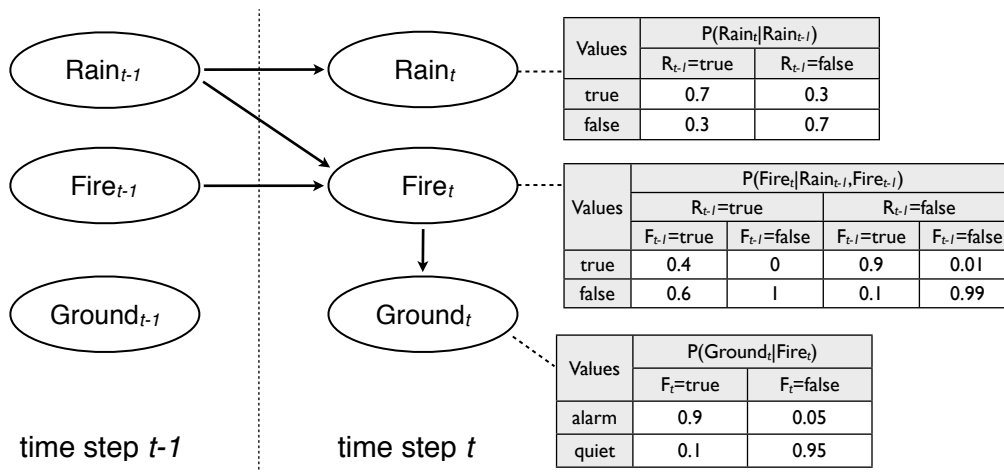 Rain_t-1
Rain_t
Values
P(Rain_t|Rain_t-1)
R_t-1=true R_t-1=false
true 0.7 0.3
false 0.3 0.7
Fire_t-1
Fire_t
Values
P(Fire_t|Rain_t-1,Fire_t-1)
R_t-1=true R_t-1=false
F_t-1=true F_t-1=false F_t-1=true F_t-1=false
true 0.4 0 0.9 0.01
false 0.6 1 0.1 0.99
Ground_t-1
Ground_t
Values
P(Ground_t|Fire_t)
F_t=true F_t=false
alarm 0.9 0.05
quiet 0.1 0.95
time step t-1
time step t